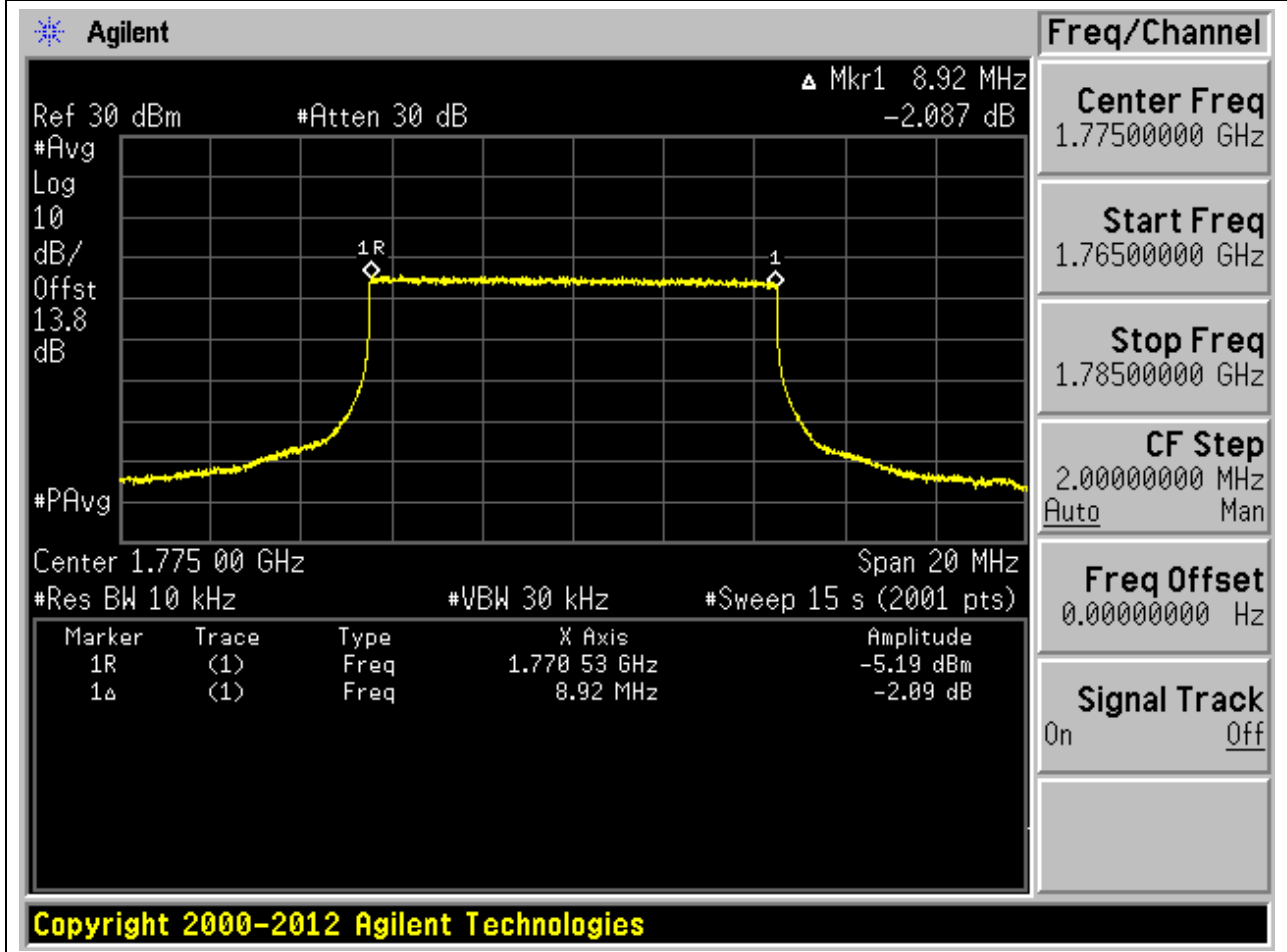 Agilent
Freq/Channel
▵ Mkr1 8.92 MHz
Ref 30 dBm #Atten 30 dB −2.087 dB
#Avg
Log
10
dB/
Offst
13.8
dB
1R
1
#PAvg
Center 1.775 00 GHz Span 20 MHz
#Res BW 10 kHz #VBW 30 kHz #Sweep 15 s (2001 pts)
Marker Trace Type X Axis Amplitude
1R (1) Freq 1.770 53 GHz −5.19 dBm
1▵ (1) Freq 8.92 MHz −2.09 dB
Center Freq
1.77500000 GHz
Start Freq
1.76500000 GHz
Stop Freq
1.78500000 GHz
CF Step
2.00000000 MHz
Auto Man
Freq Offset
0.00000000 Hz
Signal Track
On Off
Copyright 2000–2012 Agilent Technologies